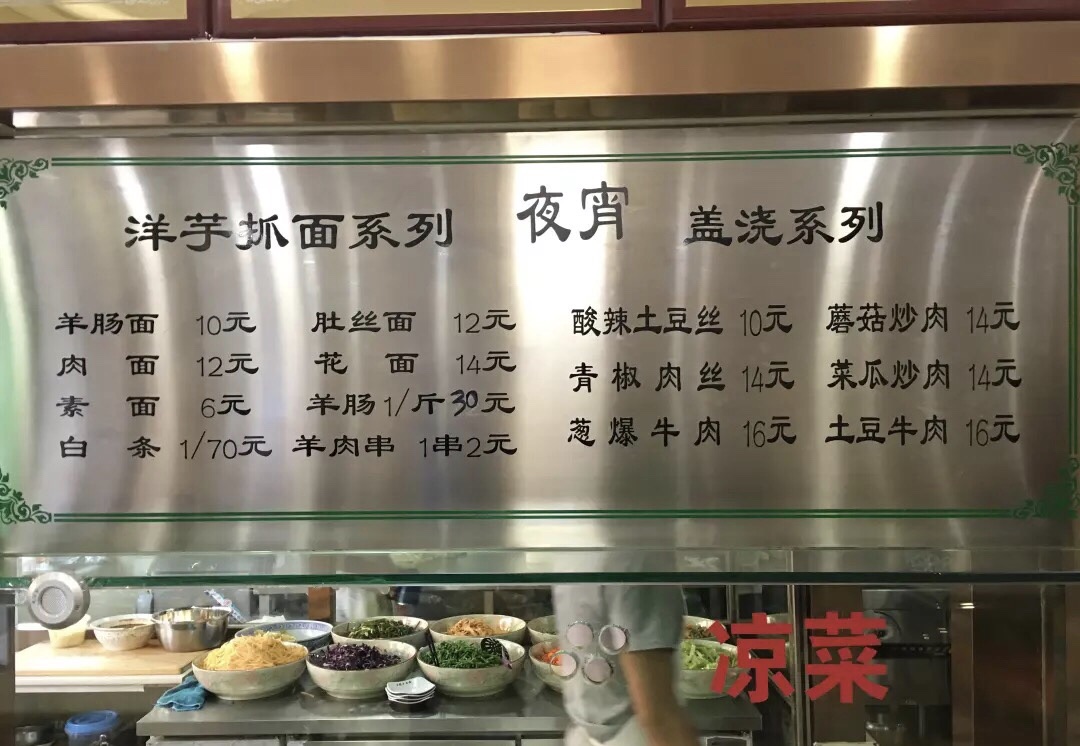 夜宵
洋芋抓面系列
羊肠面 10元 肚丝面 12元
肉面 12元 花面 14元
素面 6元 羊肠1/斤30元
白条 1/70元 羊肉串 1串2元
盖浇系列
酸辣土豆丝 10元 蘑菇炒肉 14元
青椒肉丝 14元 菜瓜炒肉 14元
葱爆牛肉 16元 土豆牛肉 16元
凉菜